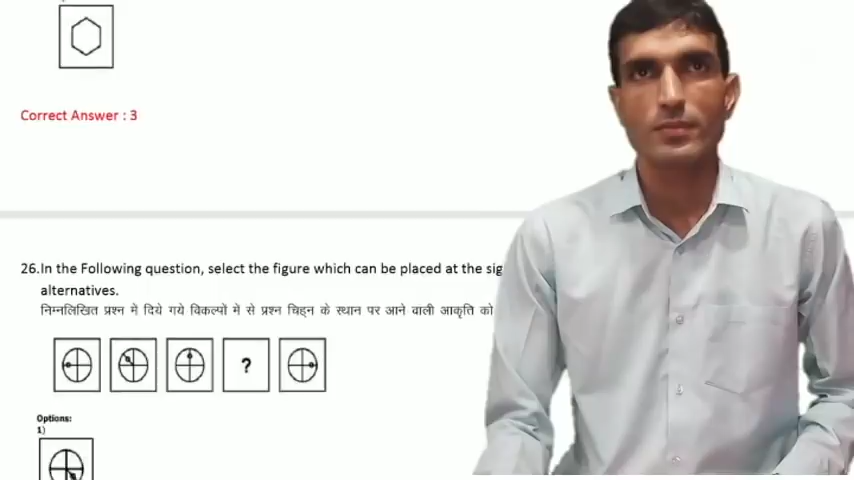 Correct Answer : 3
26.In the Following question, select the figure which can be placed at the
alternatives.
निम्नलिखित प्रश्न में दिये गये विकल्पों में से प्रश्न चिह्न के स्थान पर आने वाली आकृति को
?
Options:
1)